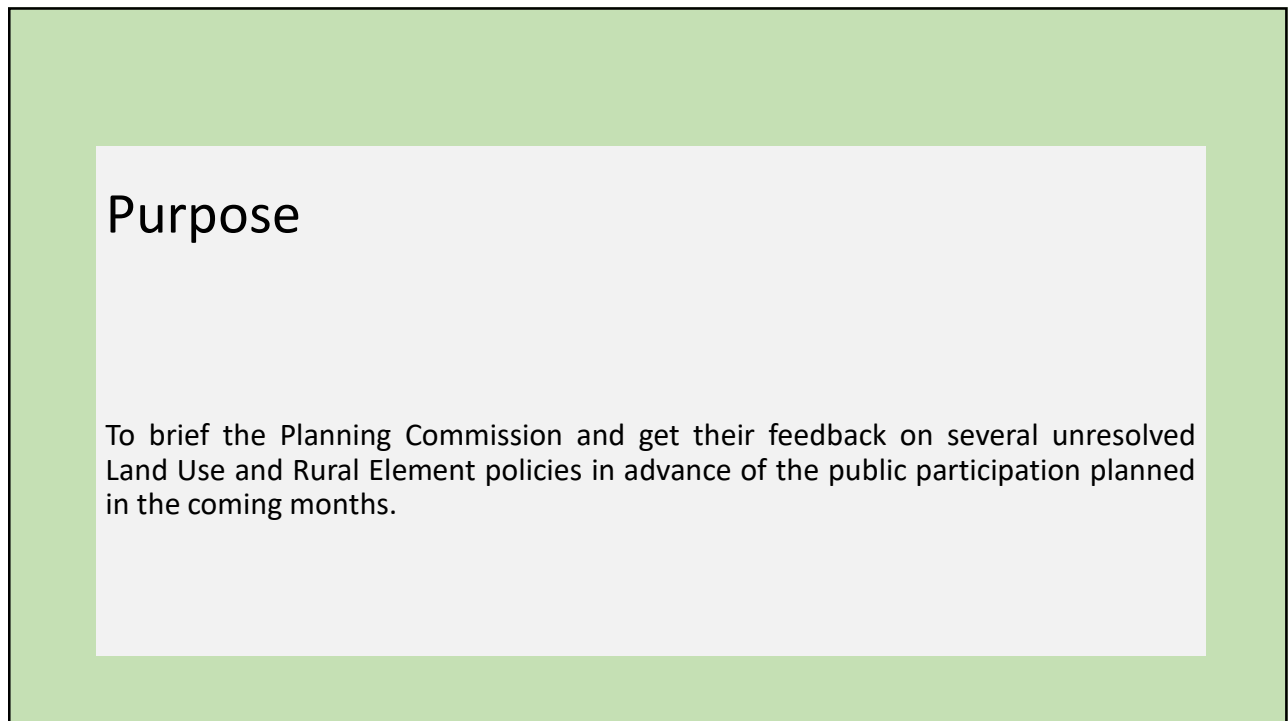 Purpose
To brief the Planning Commission and get their feedback on several unresolved
Land Use and Rural Element policies in advance of the public participation planned
in the coming months.